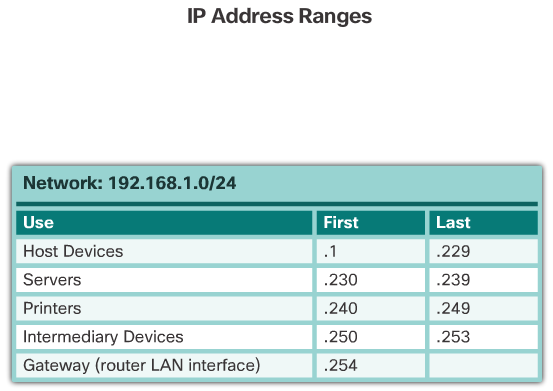 IP Address Ranges
Network: 192.168.1.0/24
Use First Last
Host Devices .1 .229
Servers .230 .239
Printers .240 .249
Intermediary Devices .250 .253
Gateway (router LAN interface) .254